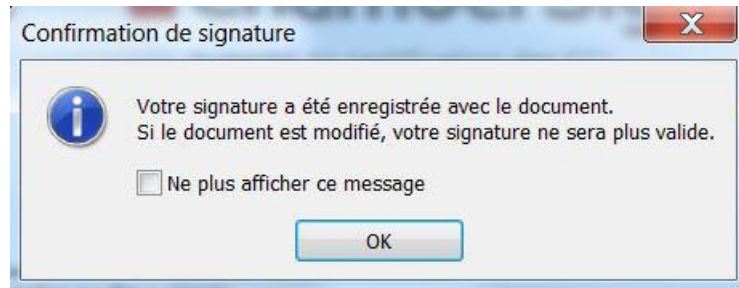 Confirmation de signature
Votre signature a été enregistrée avec le document.
Si le document est modifié, votre signature ne sera plus valide.
Ne plus afficher ce message
OK